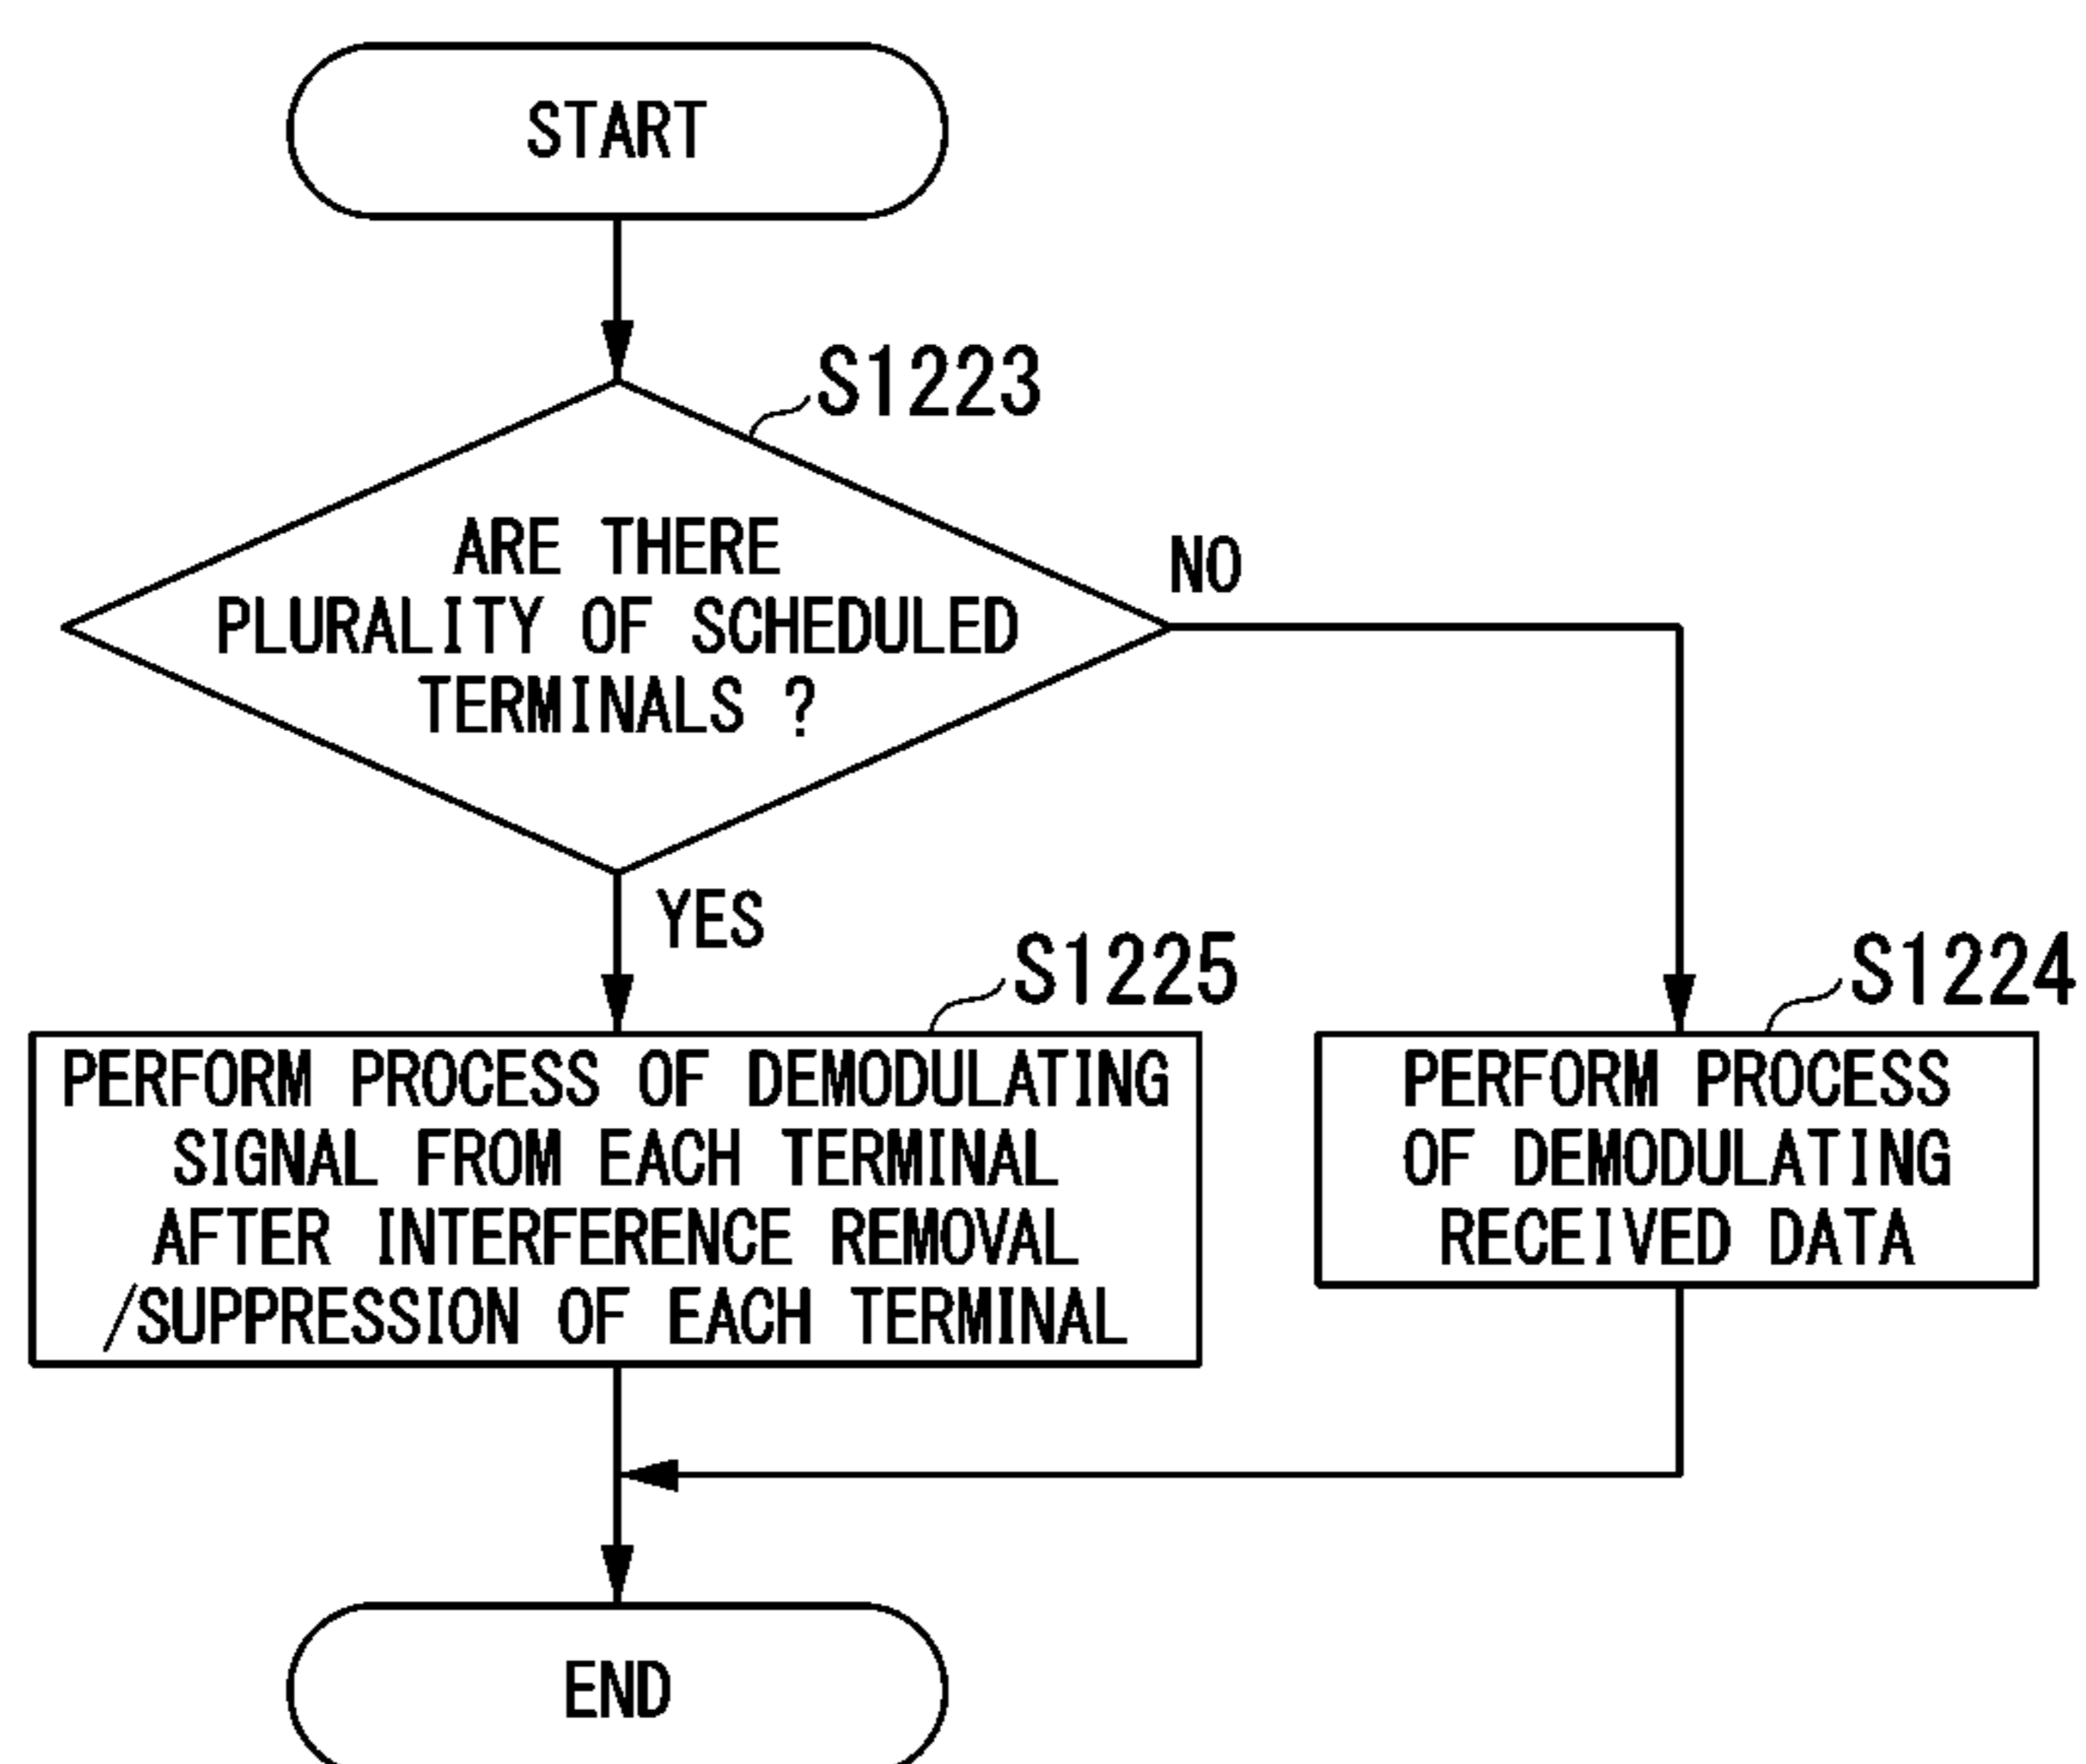 START
S1223
ARE THERE
PLURALITY OF SCHEDULED
TERMINALS ?
NO
YES
S1225
PERFORM PROCESS OF DEMODULATING
SIGNAL FROM EACH TERMINAL
AFTER INTERFERENCE REMOVAL
/SUPPRESSION OF EACH TERMINAL
S1224
PERFORM PROCESS
OF DEMODULATING
RECEIVED DATA
END